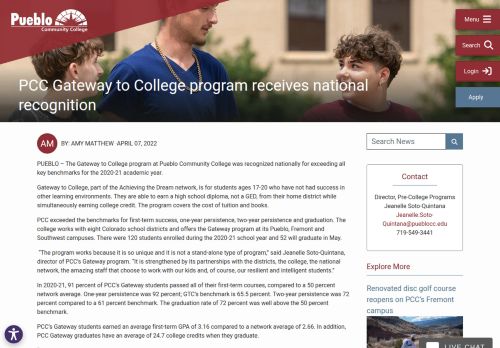 Pueblo
Community College
Menu
Search
Login
Apply
PCC Gateway to College program receives national
recognition
AM
BY: AMY MATTHEW APRIL 07, 2022
PUEBLO – The Gateway to College program at Pueblo Community College was recognized nationally for exceeding all
key benchmarks for the 2020-21 academic year.
Gateway to College, part of the Achieving the Dream network, is for students ages 17-20 who have not had success in
other learning environments. They are able to earn a high school diploma, not a GED, from their home district while
simultaneously earning college credit. The program covers the cost of tuition and books.
PCC exceeded the benchmarks for first-term success, one-year persistence, two-year persistence and graduation. The
college works with eight Colorado school districts and offers the Gateway program at its Pueblo, Fremont and
Southwest campuses. There were 120 students enrolled during the 2020-21 school year and 52 will graduate in May.
"The program works because it is so unique and it is not a stand-alone type of program," said Jeanelle Soto-Quintana,
director of PCC's Gateway program. "It is strengthened by its partnerships with the districts, the college, the national
network, the amazing staff that choose to work with our kids and, of course, our resilient and intelligent students."
In 2020-21, 91 percent of PCC's Gateway students passed all of their first-term courses, compared to a 50 percent
network average. One-year persistence was 92 percent; GTC's benchmark is 65.5 percent. Two-year persistence was 72
percent compared to a 61 percent benchmark. The graduation rate of 72 percent was well above the 50 percent
benchmark.
PCC's Gateway students earned an average first-term GPA of 3.16 compared to a network average of 2.66. In addition, PCC
Gateway graduates have an average of 24.7 college credits when they graduate.
Search News
Contact
Director, Pre-College Programs
Jeanelle Soto-Quintana
Jeanelle.Soto-
Quintana@pueblocc.edu
719-549-3441
Explore More
Renovated disc golf course
reopens on PCC's Fremont
campus
LIVE CHAT